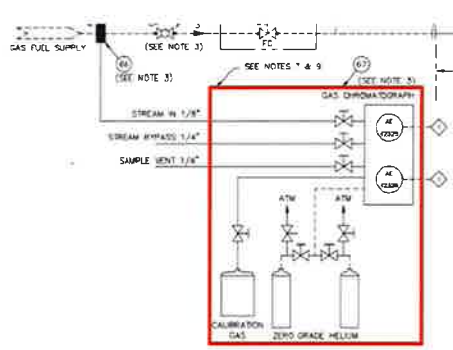 GAS FUEL SUPPLY
(SEE NOTE 3)
FC
66
(SEE NOTE 3)
SEE NOTES 7 & 9
67
(SEE NOTE 3)
GAS CHROMATOGRAPH
STREAM IN 1/8"
STREAM BYPASS 1/4"
SAMPLE VENT 1/4"
AE
AE
ATM
ATM
CALIBRATION
GAS
ZERO GRADE HELIUM